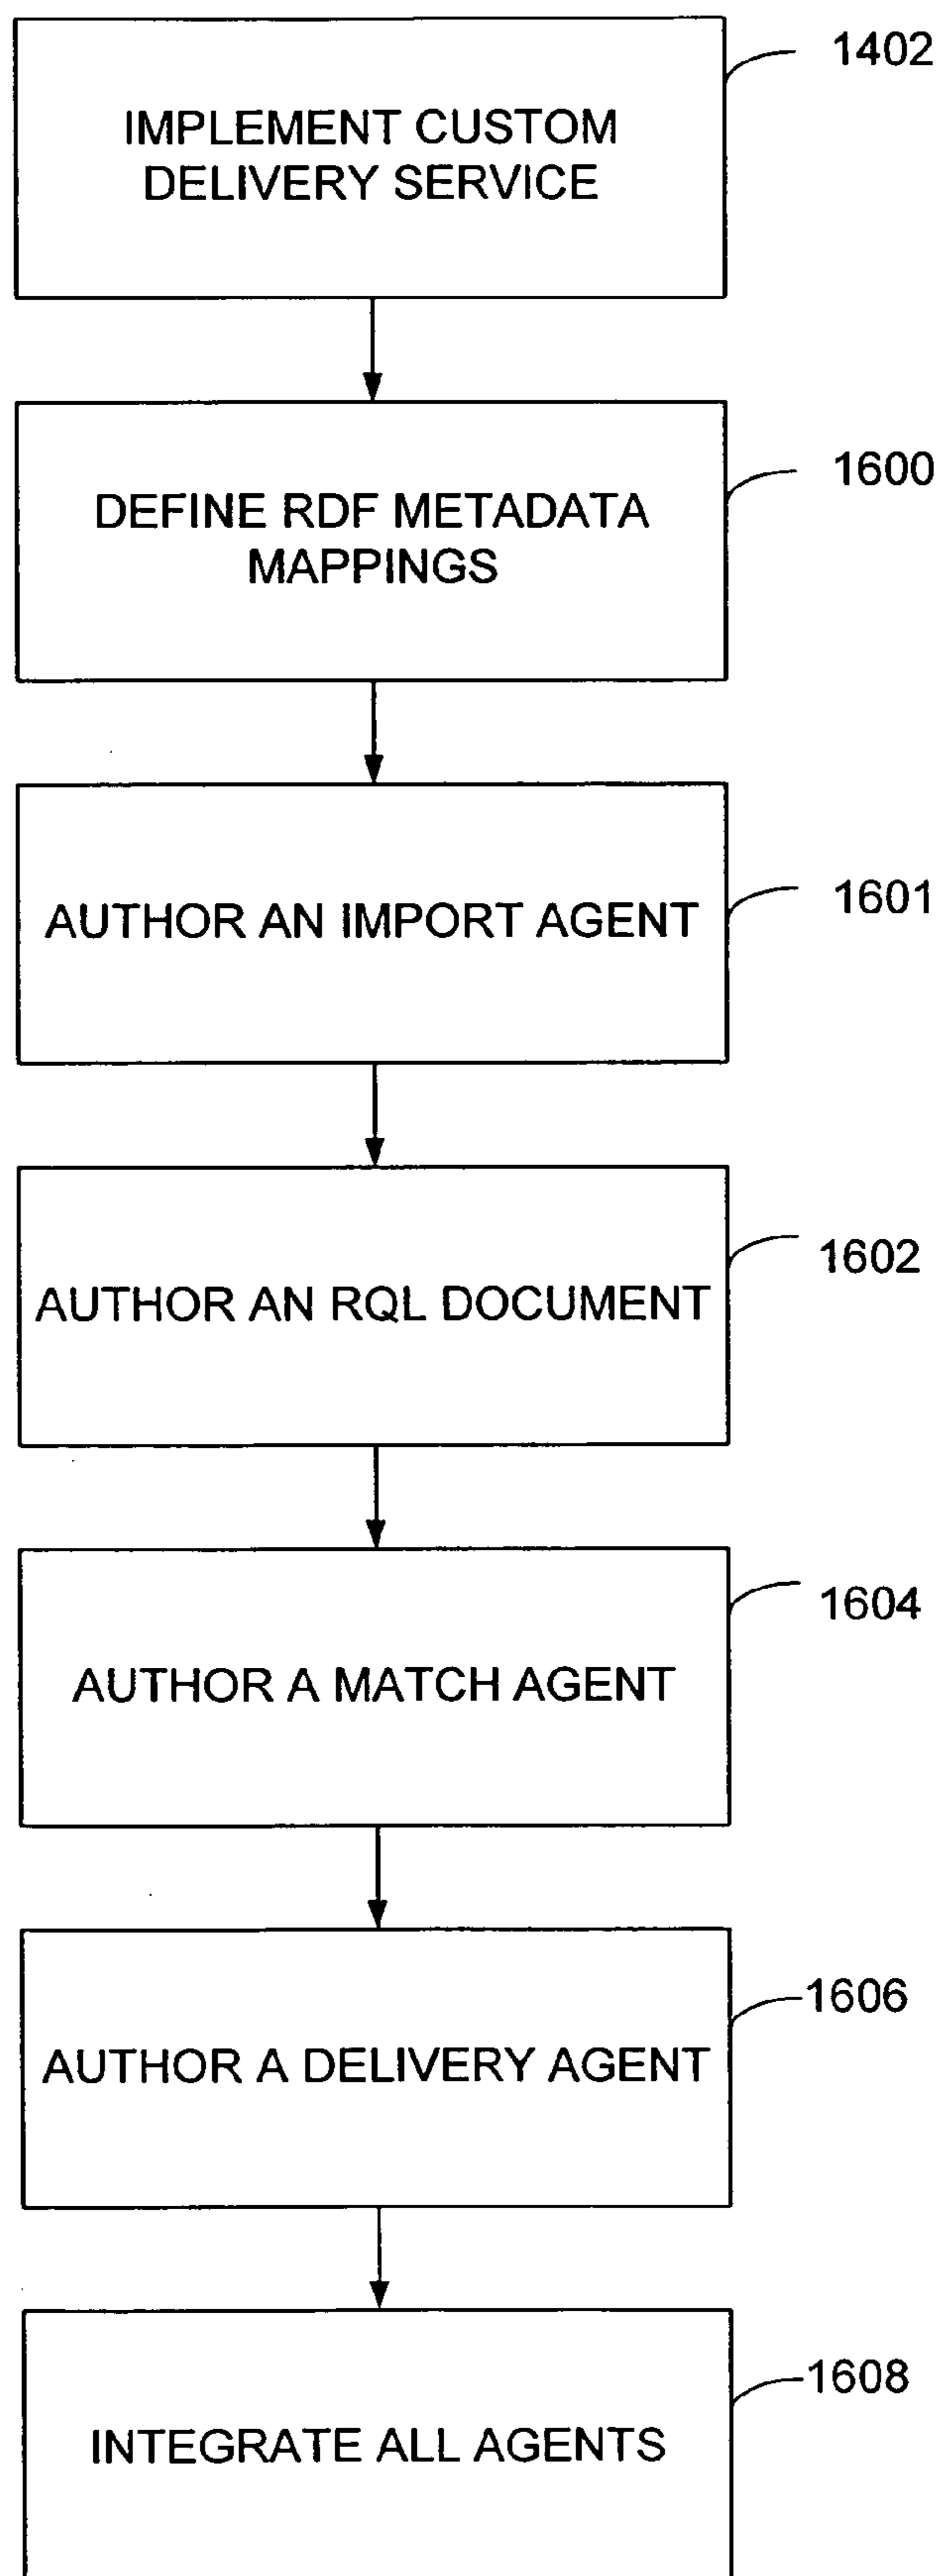 1402
IMPLEMENT CUSTOM
DELIVERY SERVICE
1600
DEFINE RDF METADATA
MAPPINGS
1601
AUTHOR AN IMPORT AGENT
1602
AUTHOR AN RQL DOCUMENT
1604
AUTHOR A MATCH AGENT
1606
AUTHOR A DELIVERY AGENT
1608
INTEGRATE ALL AGENTS